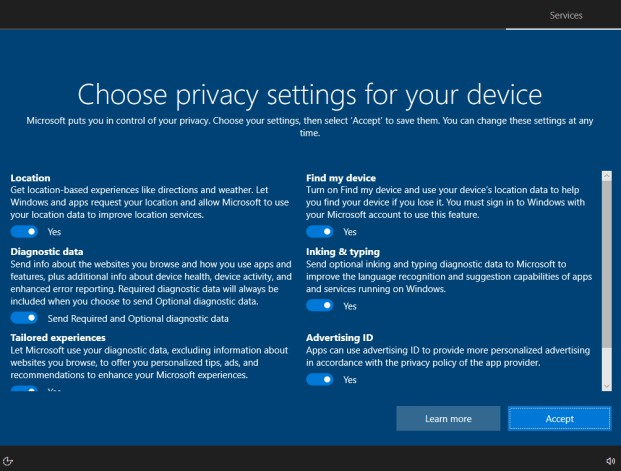 Services
Choose privacy settings for your device
Microsoft puts you in control of your privacy. Choose your settings, then select 'Accept' to save them. You can change these settings at any
time.
Location
Get location-based experiences like directions and weather. Let
Windows and apps request your location and allow Microsoft to use
your location data to improve location services.
Yes
Diagnostic data
Send info about the websites you browse and how you use apps and
features, plus additional info about device health, device activity, and
enhanced error reporting. Required diagnostic data will always be
included when you choose to send Optional diagnostic data.
Send Required and Optional diagnostic data
Tailored experiences
Let Microsoft use your diagnostic data, excluding information about
websites you browse, to offer you personalized tips, ads, and
recommendations to enhance your Microsoft experiences.
Yes
Find my device
Turn on Find my device and use your device's location data to help
you find your device if you lose it. You must sign in to Windows with
your Microsoft account to use this feature.
Yes
Inking & typing
Send optional inking and typing diagnostic data to Microsoft to
improve the language recognition and suggestion capabilities of apps
and services running on Windows.
Yes
Advertising ID
Apps can use advertising ID to provide more personalized advertising
in accordance with the privacy policy of the app provider.
Yes
Learn more
Accept